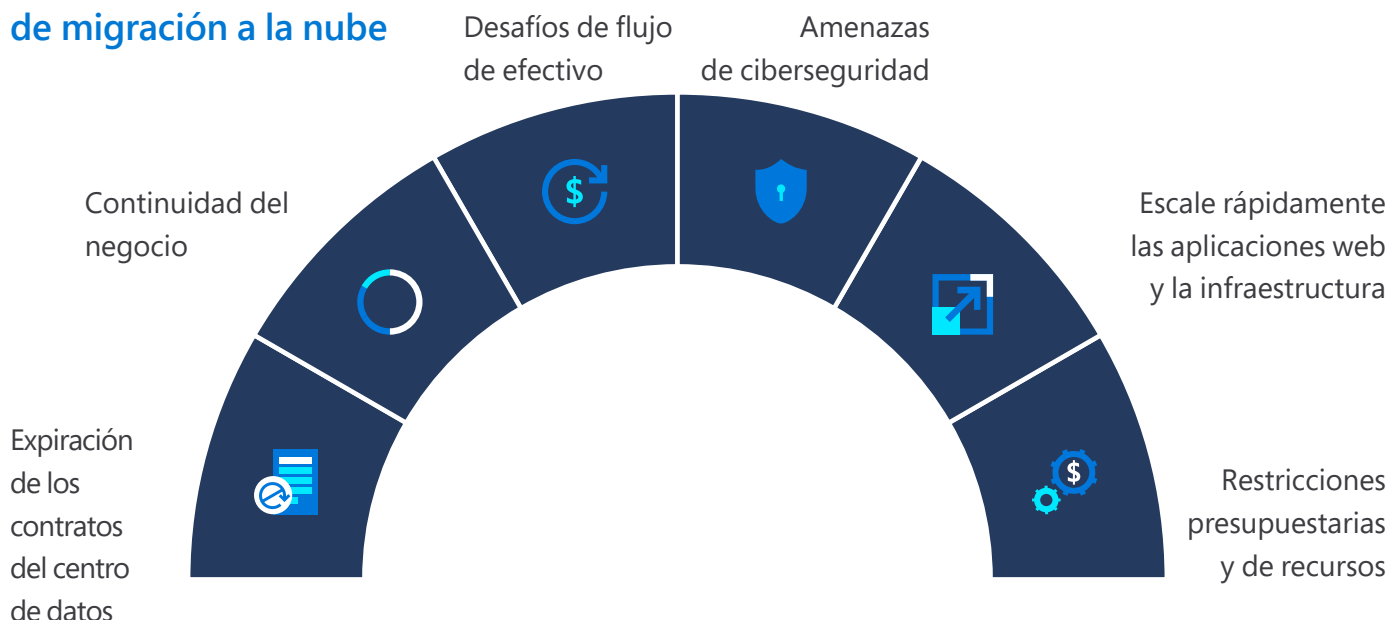 de migración a la nube
Desafíos de flujo
de efectivo
Amenazas
de ciberseguridad
Continuidad del
negocio
$
Escale rápidamente
las aplicaciones web
y la infraestructura
Expiración
de los
contratos
del centro
de datos
$
Restricciones
presupuestarias
y de recursos